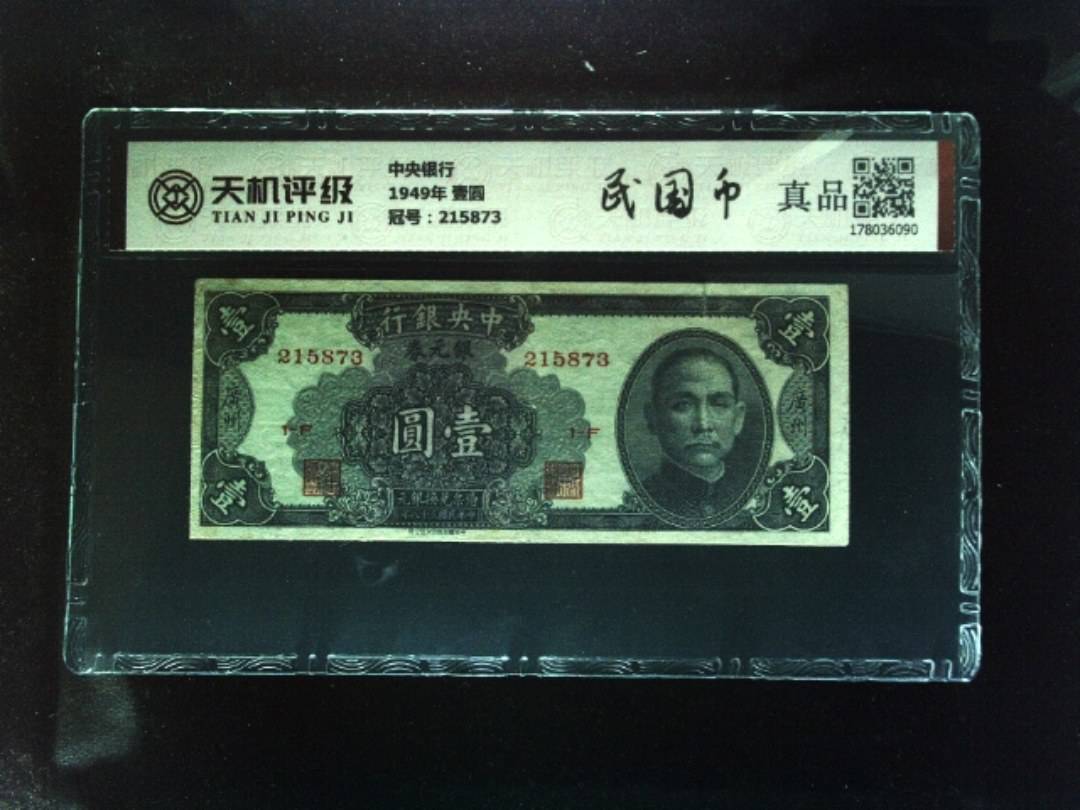 天机评级
TIAN JI PING JI
中央银行
1949年 壹圆
冠号：215873
民国币
真品
178036090
壹
行銀央中
壹
券元銀
215873
215873
廣州
圓壹
廣州
1-F
1-F
壹
壹